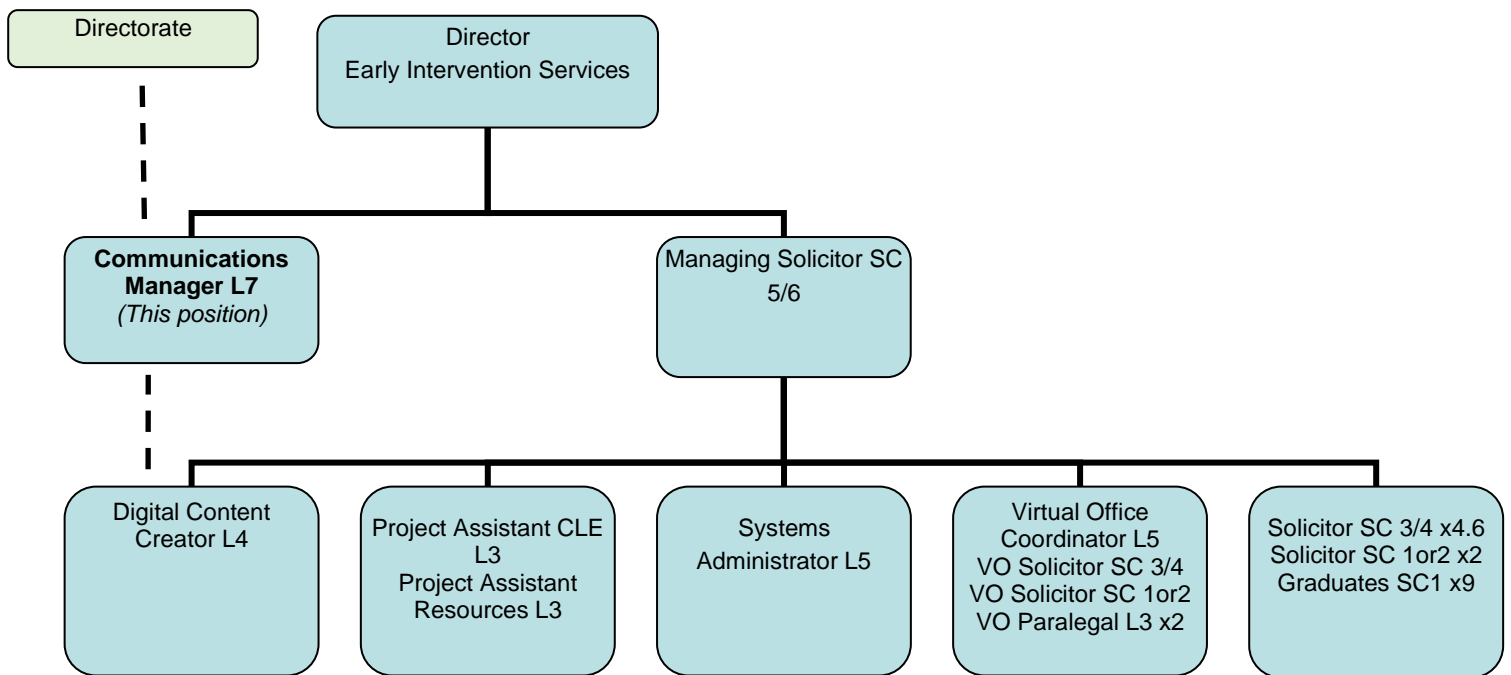 Directorate
Director
Early Intervention Services
Communications
Manager L7
(This position)
Managing Solicitor SC
5/6
Digital Content
Creator L4
Project Assistant CLE
L3
Project Assistant
Resources L3
Systems
Administrator L5
Virtual Office
Coordinator L5
VO Solicitor SC 3/4
VO Solicitor SC 1or2
VO Paralegal L3 x2
Solicitor SC 3/4 x4.6
Solicitor SC 1or2 x2
Graduates SC1 x9